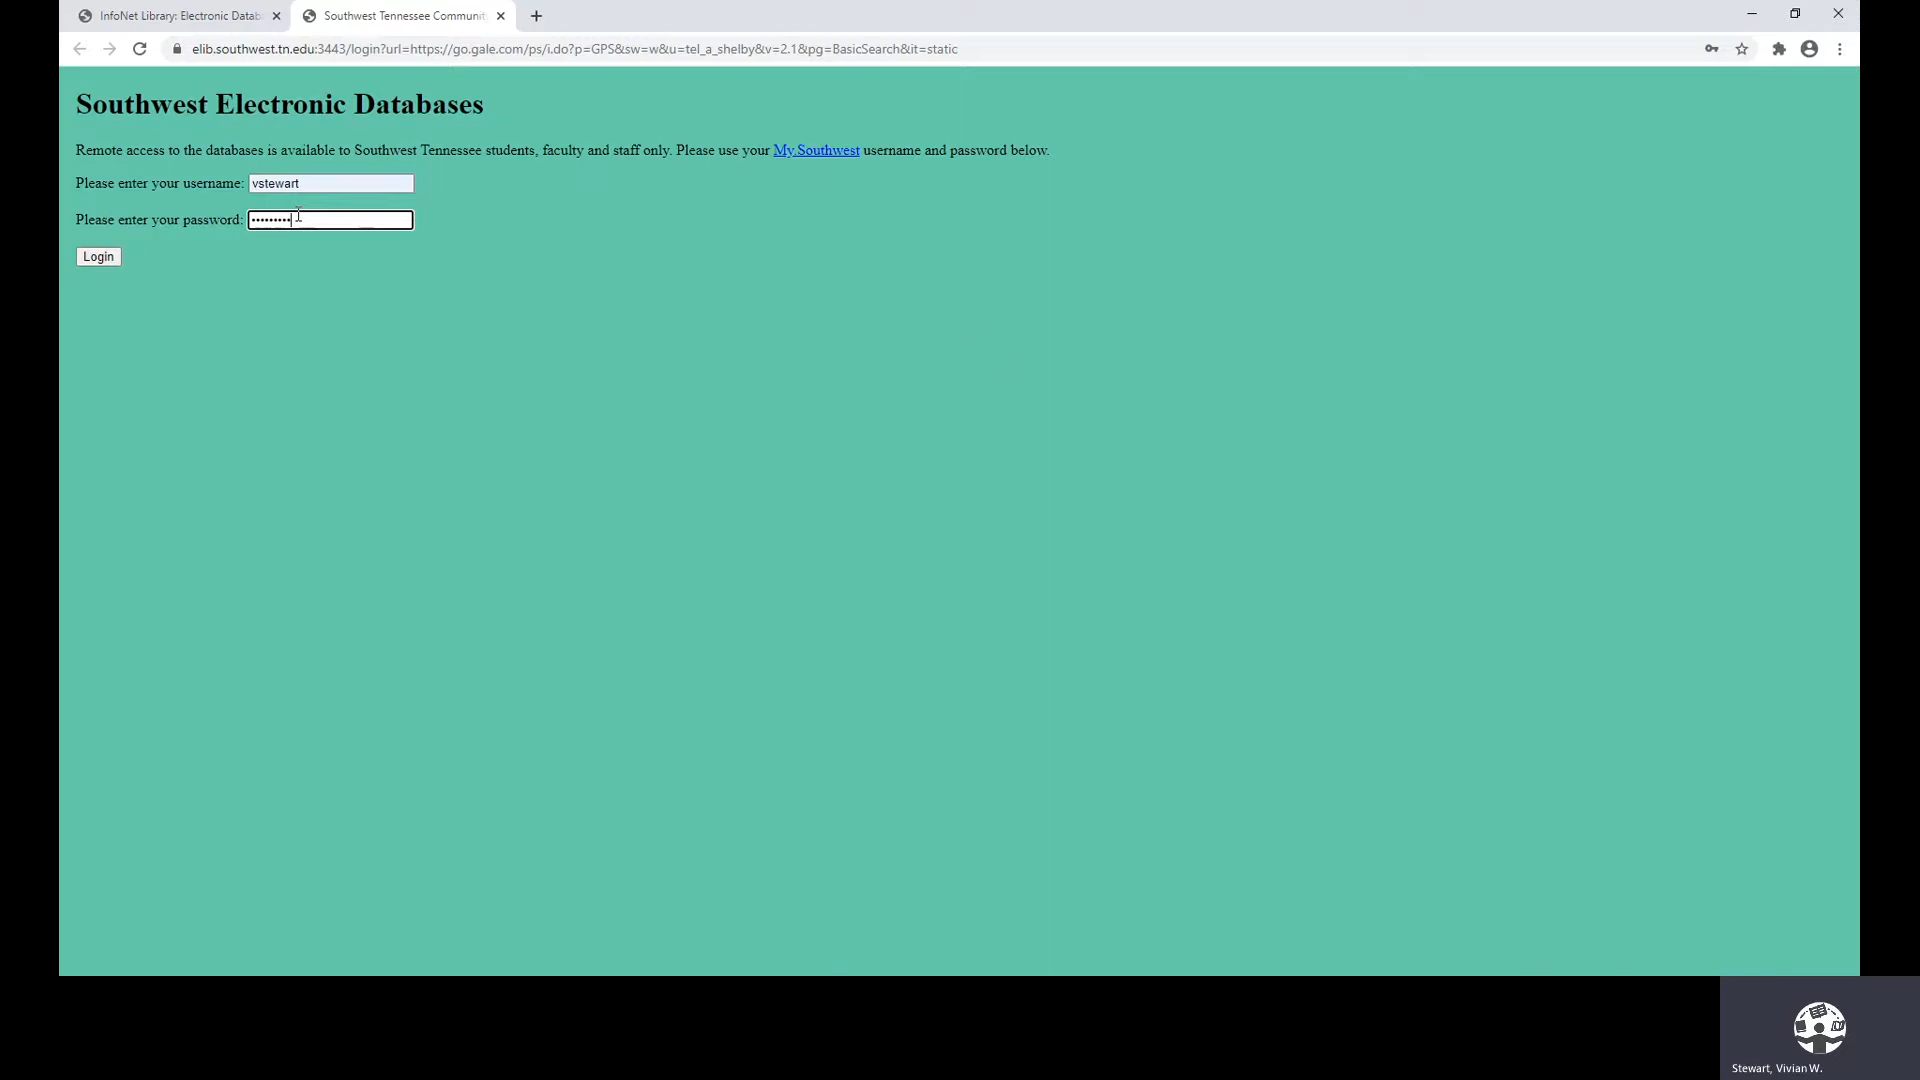 InfoNet Library: Electronic Datab
Southwest Tennessee Communit
elib.southwest.tn.edu:3443/login?url=https://go.gale.com/ps/i.do?p=GPS&sw=w&u=tel_a_shelby&v=2.1&pg=BasicSearch&it=static
Southwest Electronic Databases
Remote access to the databases is available to Southwest Tennessee students, faculty and staff only. Please use your My.Southwest username and password below.
Please enter your username: vstewart
Please enter your password: •••••••••
Login
Stewart, Vivian W.